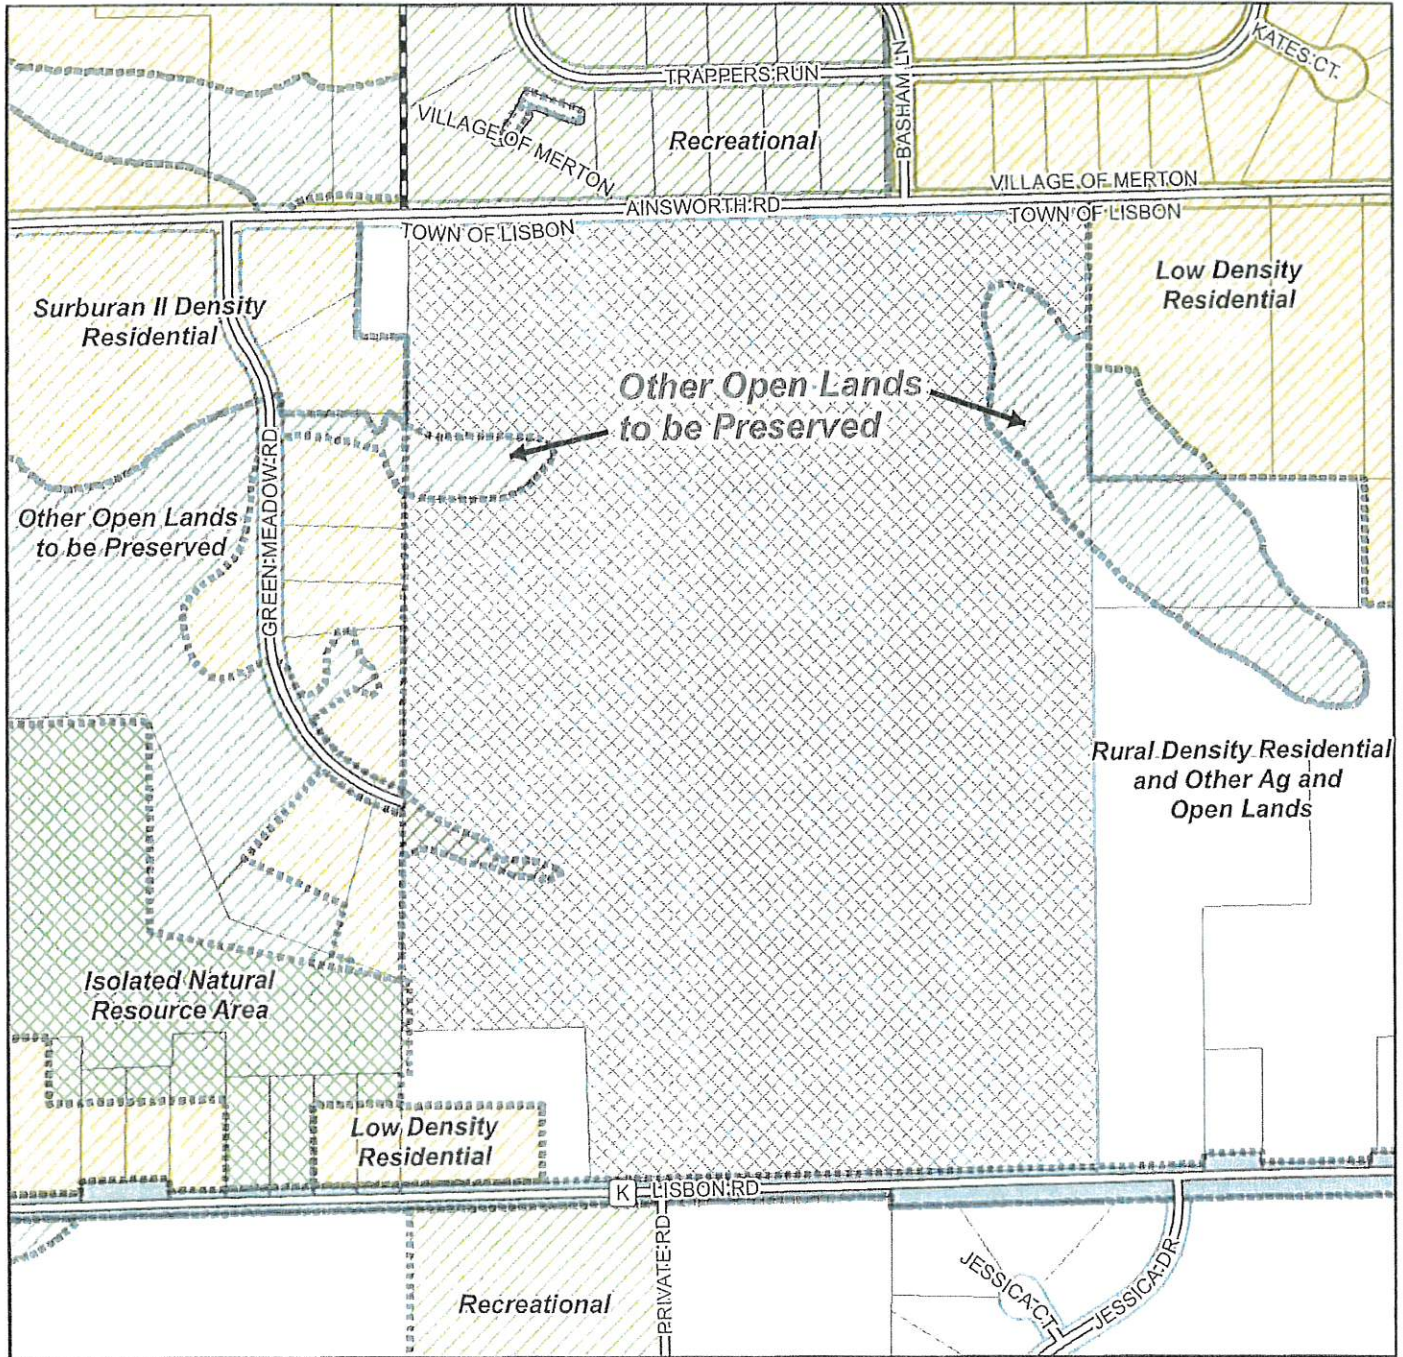 KATES CT.
TRAPPERS RUN
BASHAM LN
VILLAGE OF MERTON
Recreational
VILLAGE OF MERTON
AINSWORTH RD
TOWN OF LISBON
TOWN OF LISBON
Low Density
Residential
Surburan II Density
Residential
Other Open Lands
to be Preserved
GREEN MEADOW RD
Other Open Lands
to be Preserved
Rural Density Residential
and Other Ag and
Open Lands
Isolated Natural
Resource Area
Low Density
Residential
K LISBON RD
PRIVATE RD
JESSICA CT
JESSICA DR
Recreational